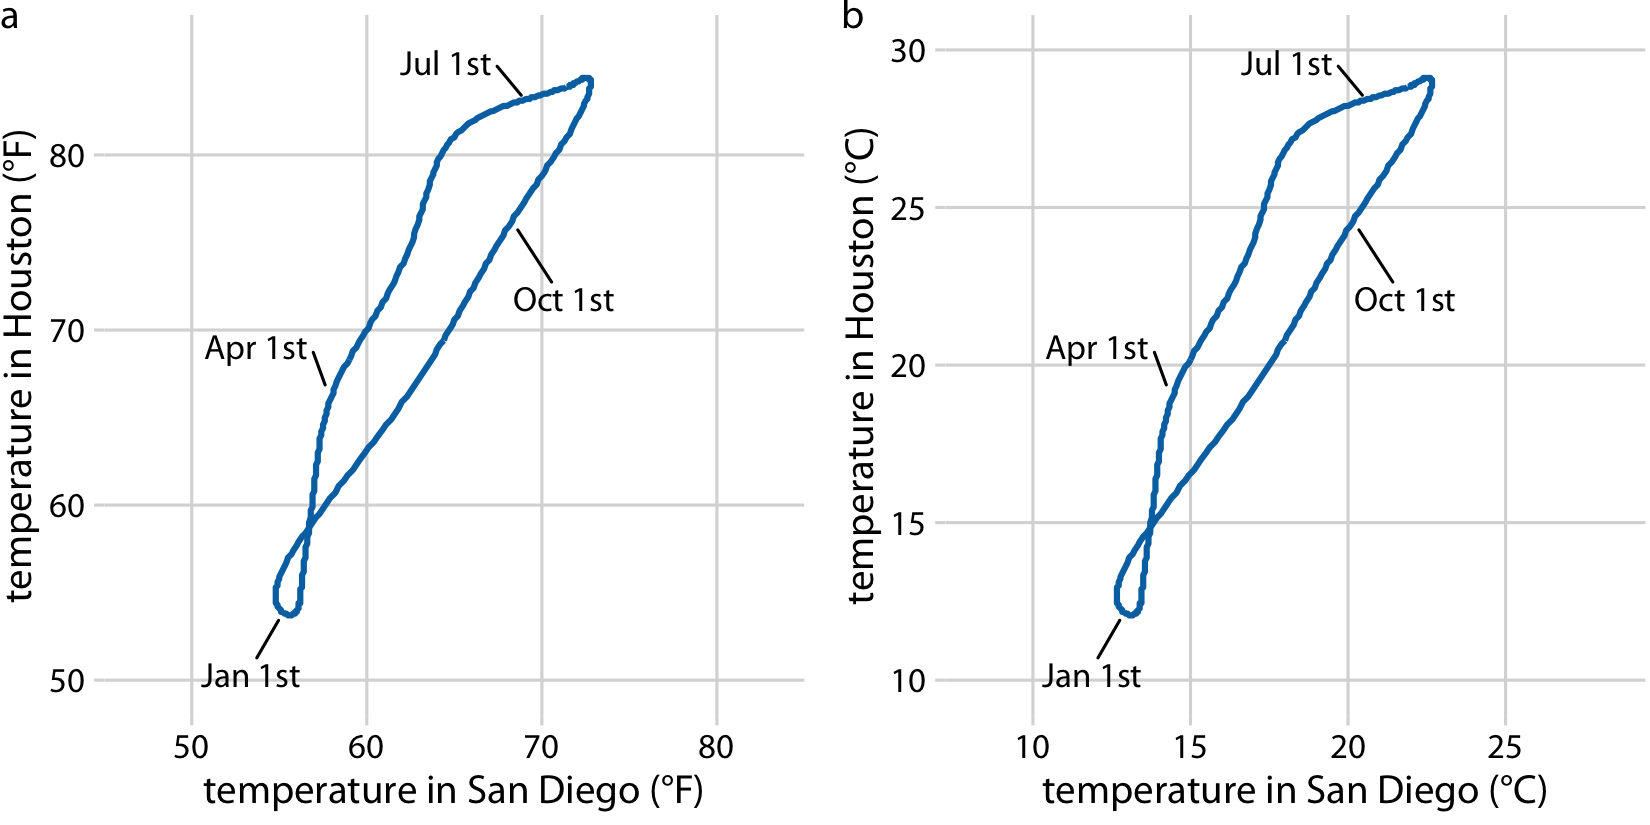 a
temperature in Houston (°F)
80
70
60
50
Jul 1st
Oct 1st
Apr 1st
Jan 1st
50 60 70 80
temperature in San Diego (°F)
b
temperature in Houston (°C)
30
25
20
15
10
Jul 1st
Oct 1st
Apr 1st
Jan 1st
10 15 20 25
temperature in San Diego (°C)